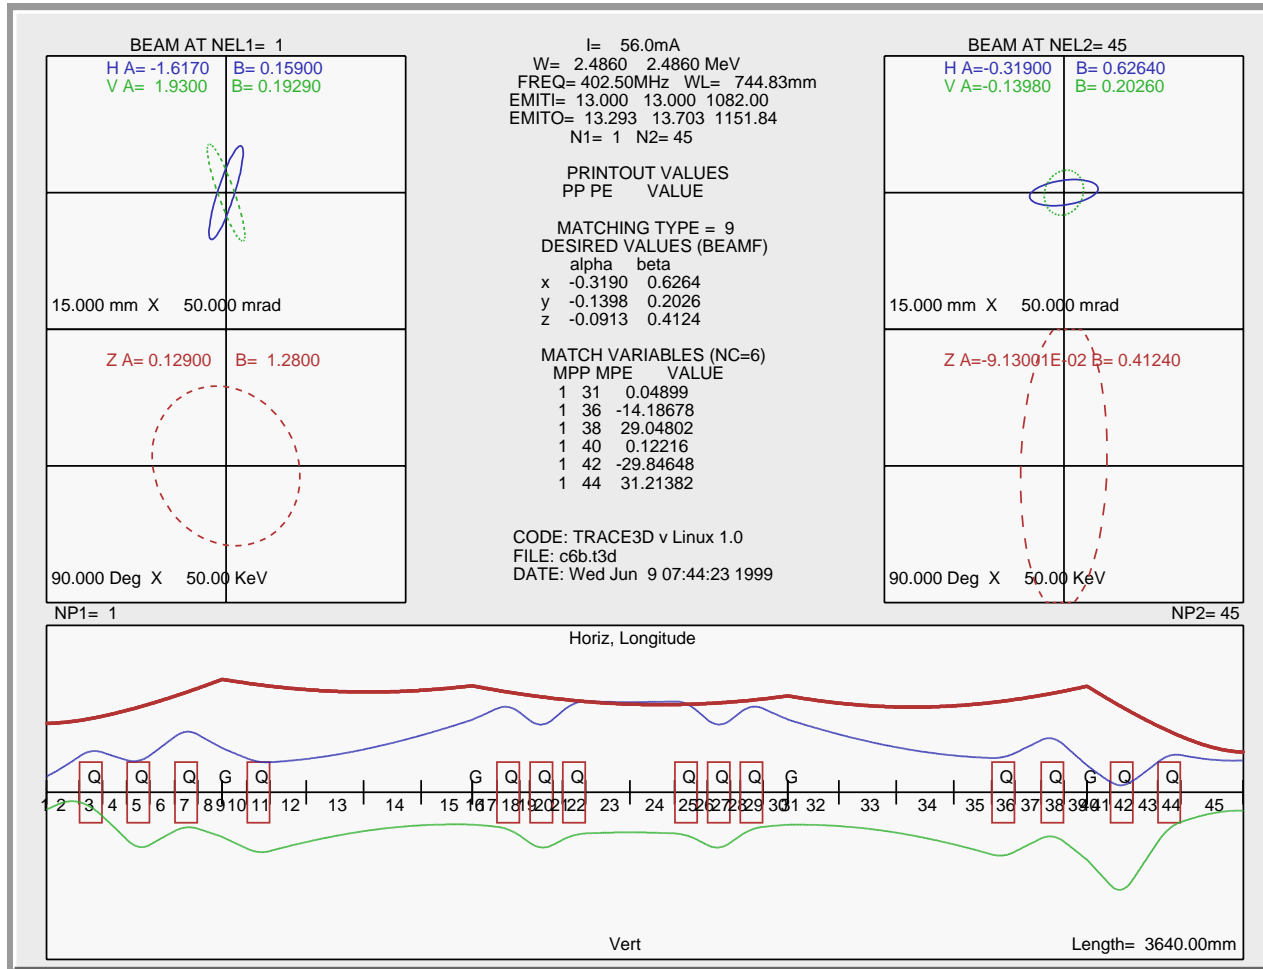 BEAM AT NEL1= 1
H A= -1.6170 B= 0.15900
V A= 1.9300 B= 0.19290
15.000 mm X 50.000 mrad
Z A= 0.12900 B= 1.2800
90.000 Deg X 50.00 KeV
NP1= 1
I= 56.0mA
W= 2.4860 2.4860 MeV
FREQ= 402.50MHz WL= 744.83mm
EMITI= 13.000 13.000 1082.00
EMITO= 13.293 13.703 1151.84
N1= 1 N2= 45
PRINTOUT VALUES
PP PE VALUE
MATCHING TYPE = 9
DESIRED VALUES (BEAMF)
alpha beta
x -0.3190 0.6264
y -0.1398 0.2026
z -0.0913 0.4124
MATCH VARIABLES (NC=6)
MPP MPE VALUE
1 31 0.04899
1 36 -14.18678
1 38 29.04802
1 40 0.12216
1 42 -29.84648
1 44 31.21382
CODE: TRACE3D v Linux 1.0
FILE: c6b.t3d
DATE: Wed Jun 9 07:44:23 1999
BEAM AT NEL2= 45
H A=-0.31900 B= 0.62640
V A=-0.13980 B= 0.20260
15.000 mm X 50.000 mrad
Z A=-9.13001E-02 B= 0.41240
90.000 Deg X 50.00 KeV
NP2= 45
Horiz, Longitude
Q Q Q G Q G Q Q Q Q Q Q G Q Q G Q Q
1 2 3 4 5 6 7 8 9 10 11 12 13 14 15 16 17 18 19 20 21 22 23 24 25 26 27 28 29 30 31 32 33 34 35 36 37 38 39 40 41 42 43 44 45
Vert
Length= 3640.00mm